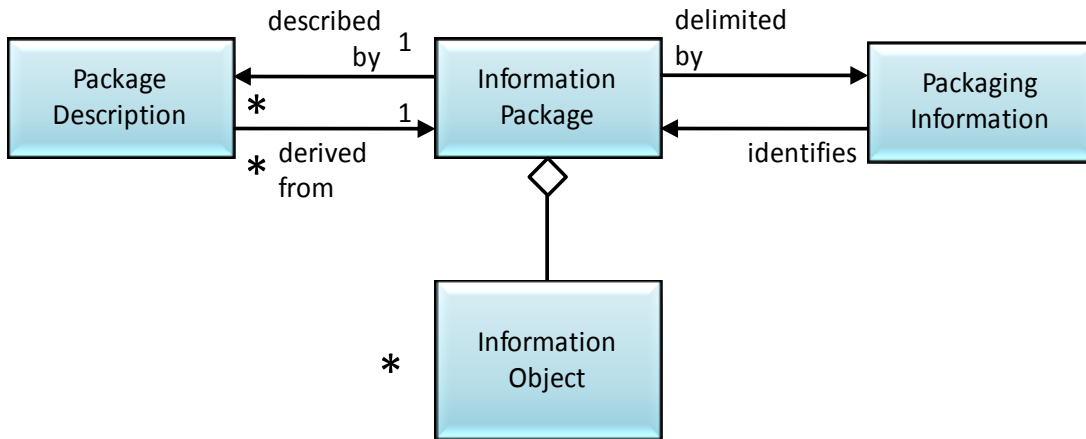 described
by
1
delimited
by
Package
Description
Information
Package
Packaging
Information
*
1
* derived
from
identifies
Information
Object
*